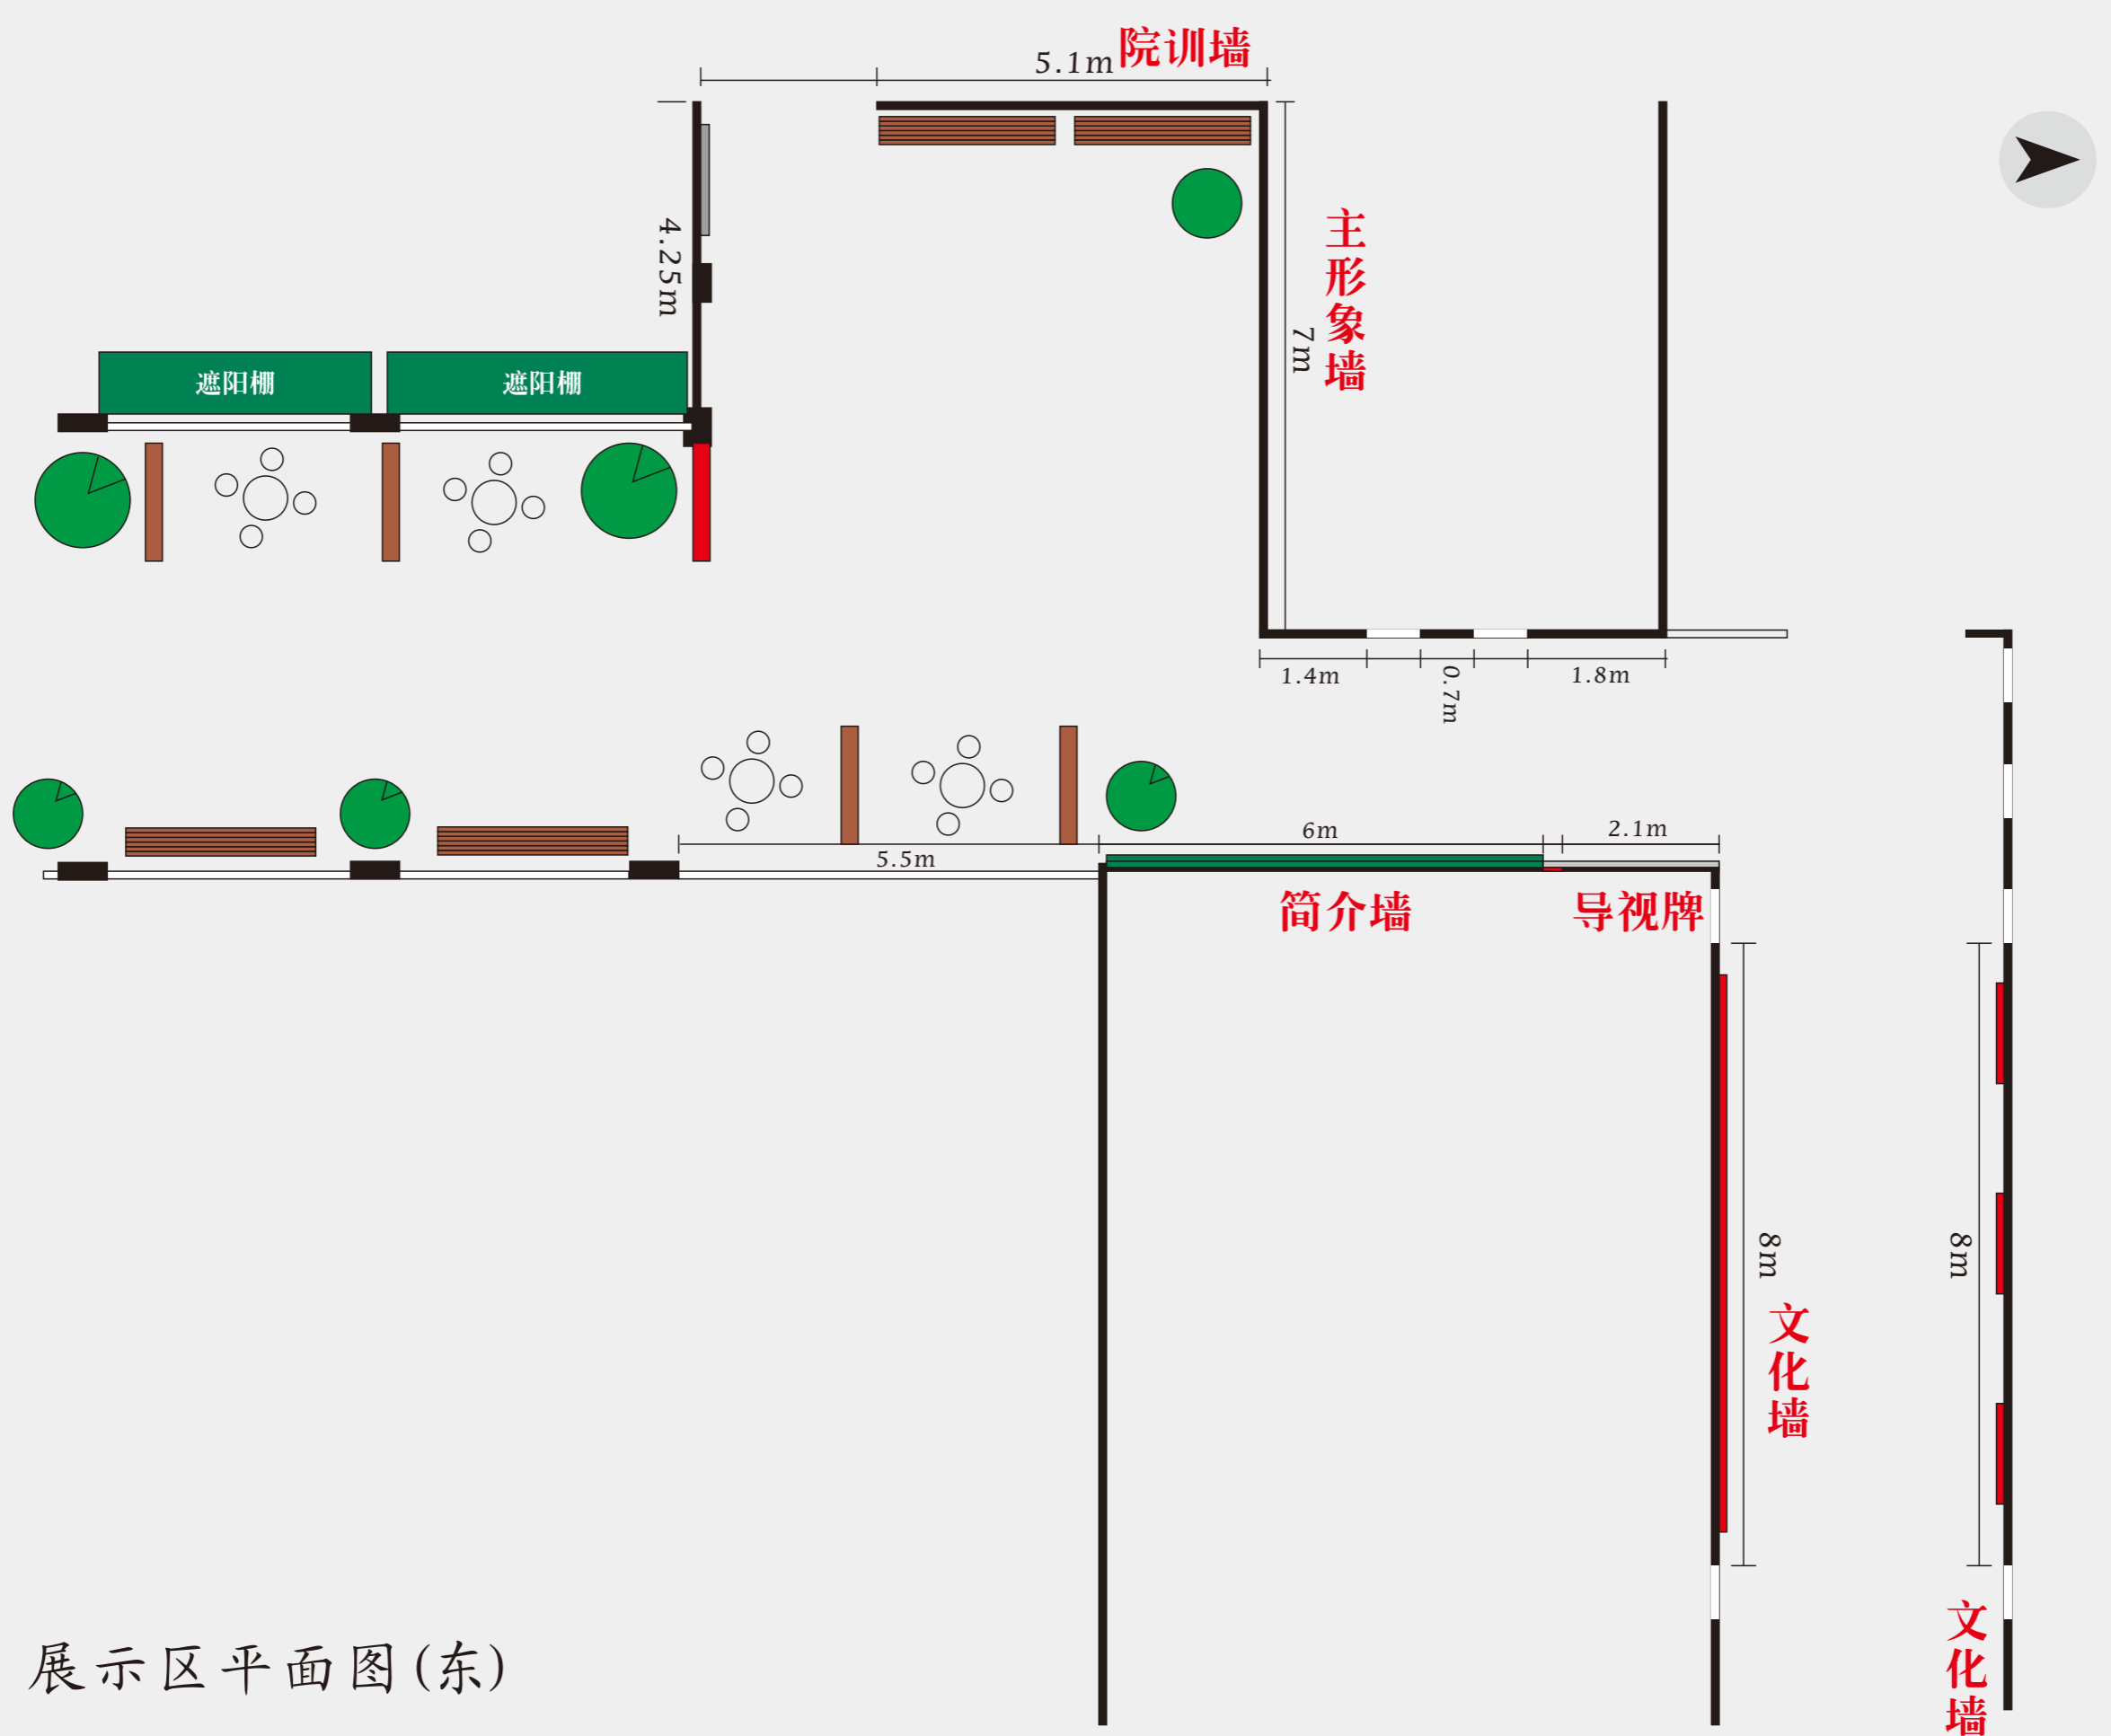 院训墙
5.1m
4.25m
主形象墙
7m
遮阳棚
遮阳棚
1.4m
0.7m
1.8m
6m
2.1m
5.5m
简介墙
导视牌
8m
文化墙
8m
文化墙
展示区平面图(东)